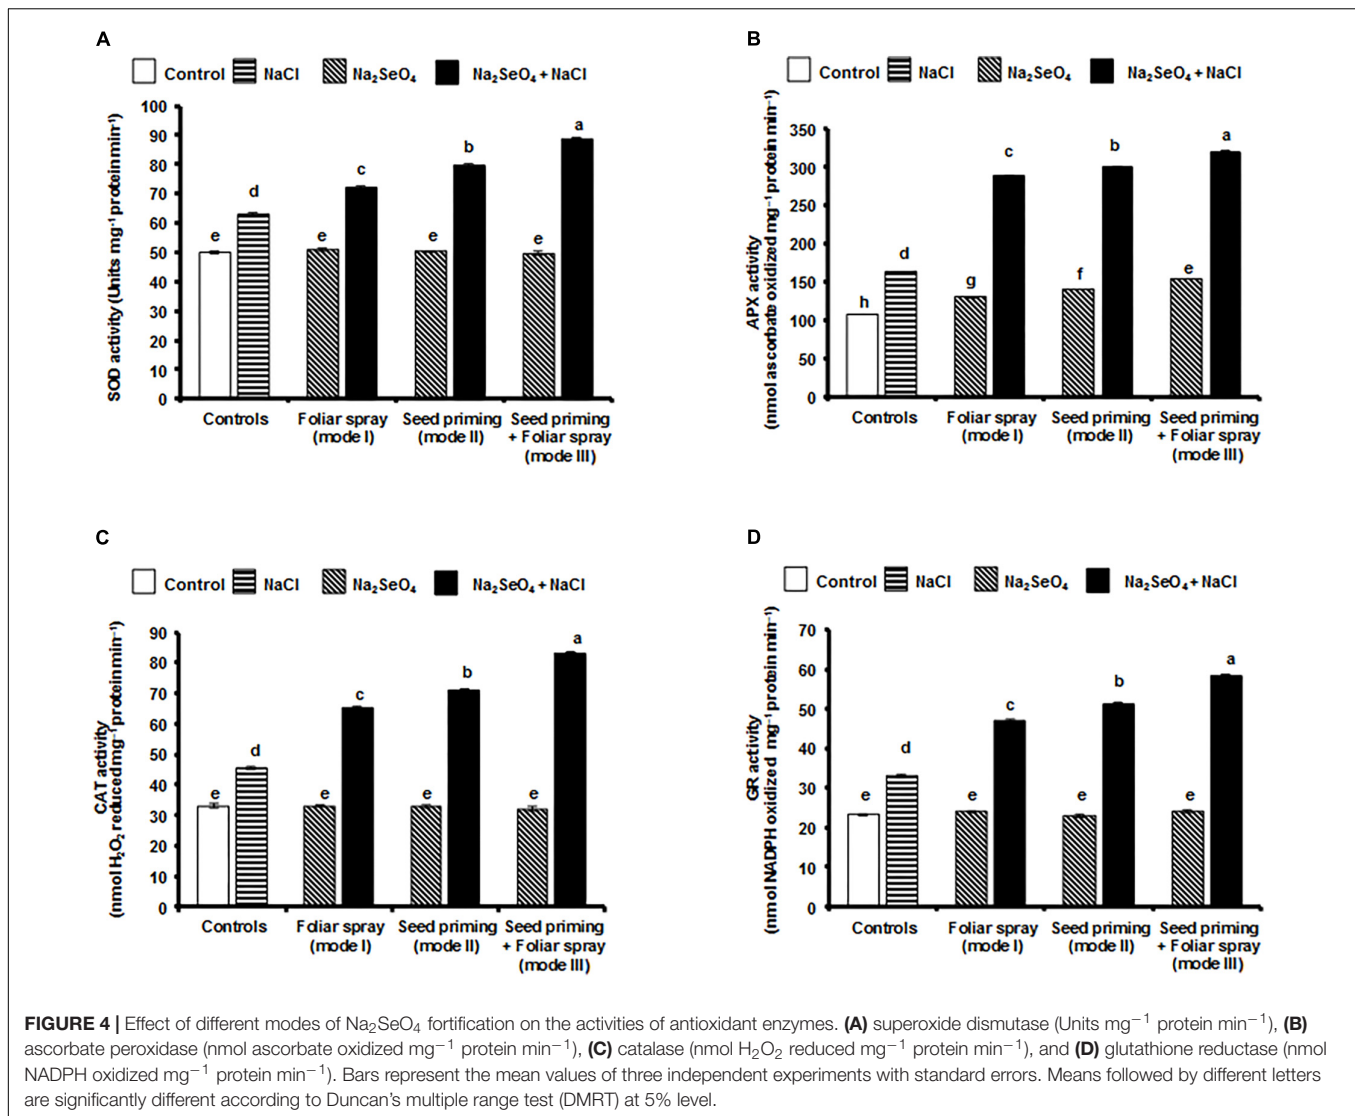 A
Control NaCl Na₂SeO₄ Na₂SeO₄ + NaCl
SOD activity (Units mg⁻¹ protein min⁻¹)
100
90
80
70
60
50
40
30
20
10
0
e d e c e b e a
Controls Foliar spray (mode I) Seed priming (mode II) Seed priming + Foliar spray (mode III)
B
Control NaCl Na₂SeO₄ Na₂SeO₄ + NaCl
APX activity
(nmol ascorbate oxidized mg⁻¹ protein min⁻¹)
350
300
250
200
150
100
50
0
h d g c f b e a
Controls Foliar spray (mode I) Seed priming (mode II) Seed priming + Foliar spray (mode III)
C
Control NaCl Na₂SeO₄ Na₂SeO₄ + NaCl
CAT activity
(nmol H₂O₂ reduced mg⁻¹ protein min⁻¹)
90
80
70
60
50
40
30
20
10
0
e d e c e b e a
Controls Foliar spray (mode I) Seed priming (mode II) Seed priming + Foliar spray (mode III)
D
Control NaCl Na₂SeO₄ Na₂SeO₄ + NaCl
GR activity
(nmol NADPH oxidized mg⁻¹ protein min⁻¹)
70
60
50
40
30
20
10
0
e d e c e b e a
Controls Foliar spray (mode I) Seed priming (mode II) Seed priming + Foliar spray (mode III)
FIGURE 4 | Effect of different modes of Na₂SeO₄ fortification on the activities of antioxidant enzymes. (A) superoxide dismutase (Units mg⁻¹ protein min⁻¹), (B)
ascorbate peroxidase (nmol ascorbate oxidized mg⁻¹ protein min⁻¹), (C) catalase (nmol H₂O₂ reduced mg⁻¹ protein min⁻¹), and (D) glutathione reductase (nmol
NADPH oxidized mg⁻¹ protein min⁻¹). Bars represent the mean values of three independent experiments with standard errors. Means followed by different letters
are significantly different according to Duncan's multiple range test (DMRT) at 5% level.